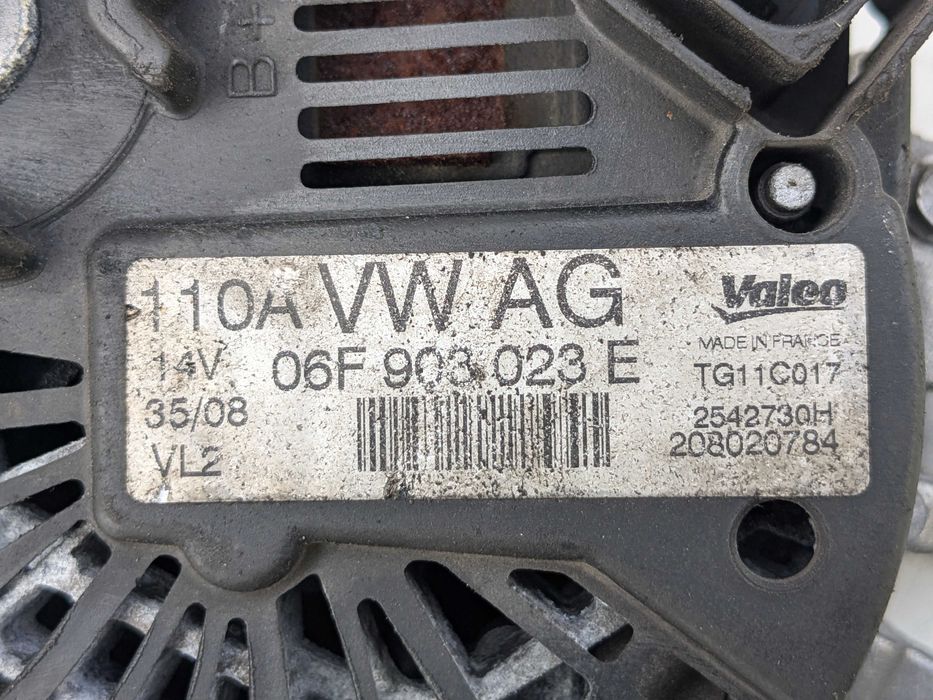 B+
110A VW AG
14V 06F 903 023 E
35/08
VL2
Valeo
MADE IN FRANCE
TG11C017
2542730H
208020784